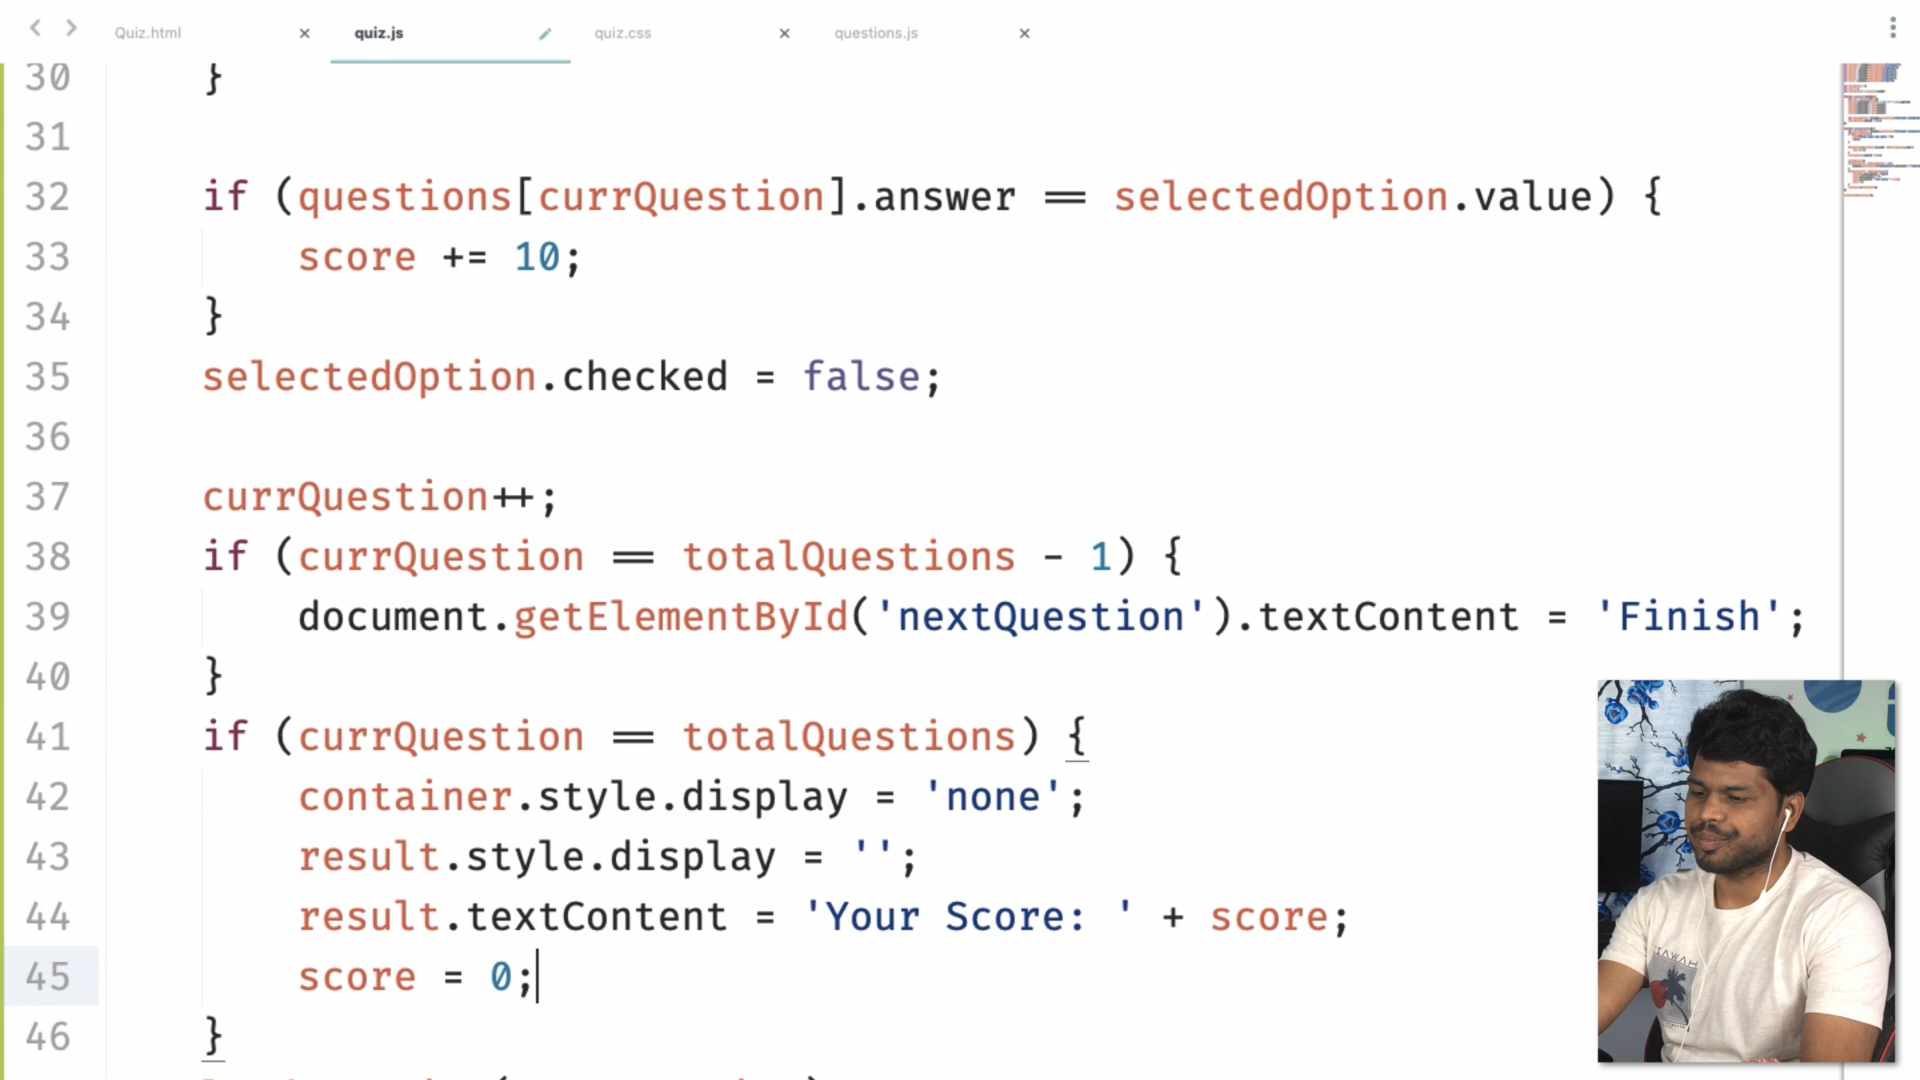 Quiz.html quiz.js quiz.css questions.js
30 }
31
32 if (questions[currQuestion].answer == selectedOption.value) {
33 score += 10;
34 }
35 selectedOption.checked = false;
36
37 currQuestion++;
38 if (currQuestion == totalQuestions - 1) {
39 document.getElementById('nextQuestion').textContent = 'Finish';
40 }
41 if (currQuestion == totalQuestions) {
42 container.style.display = 'none';
43 result.style.display = '';
44 result.textContent = 'Your Score: ' + score;
45 score = 0;
46 }